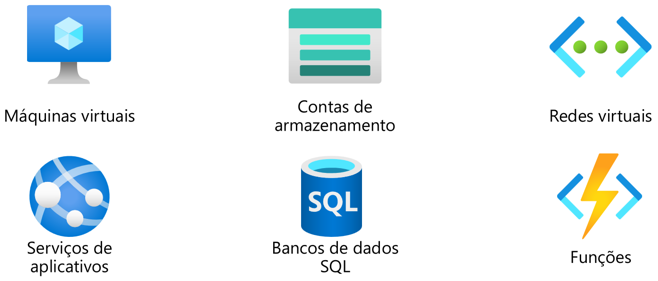 Máquinas virtuais
Contas de
armazenamento
Redes virtuais
SQL
Serviços de
aplicativos
Bancos de dados
SQL
Funções